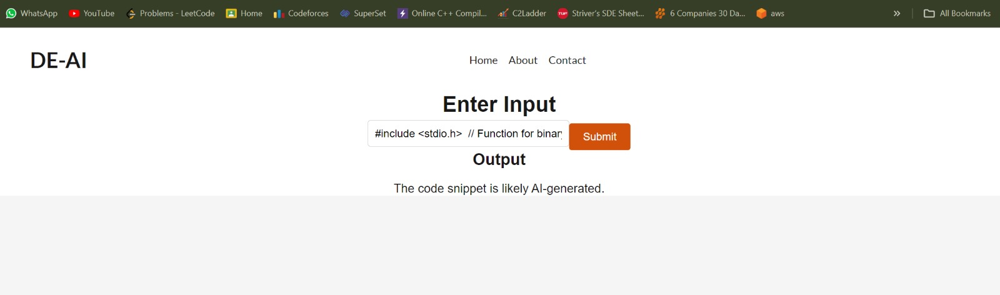 WhatsApp YouTube Problems - LeetCode Home Codeforces SuperSet Online C++ Compil... C2Ladder Striver's SDE Sheet... 6 Companies 30 Da... aws » All Bookmarks
DE-AI
Home About Contact
Enter Input
#include <stdio.h> // Function for binary
Submit
Output
The code snippet is likely AI-generated.